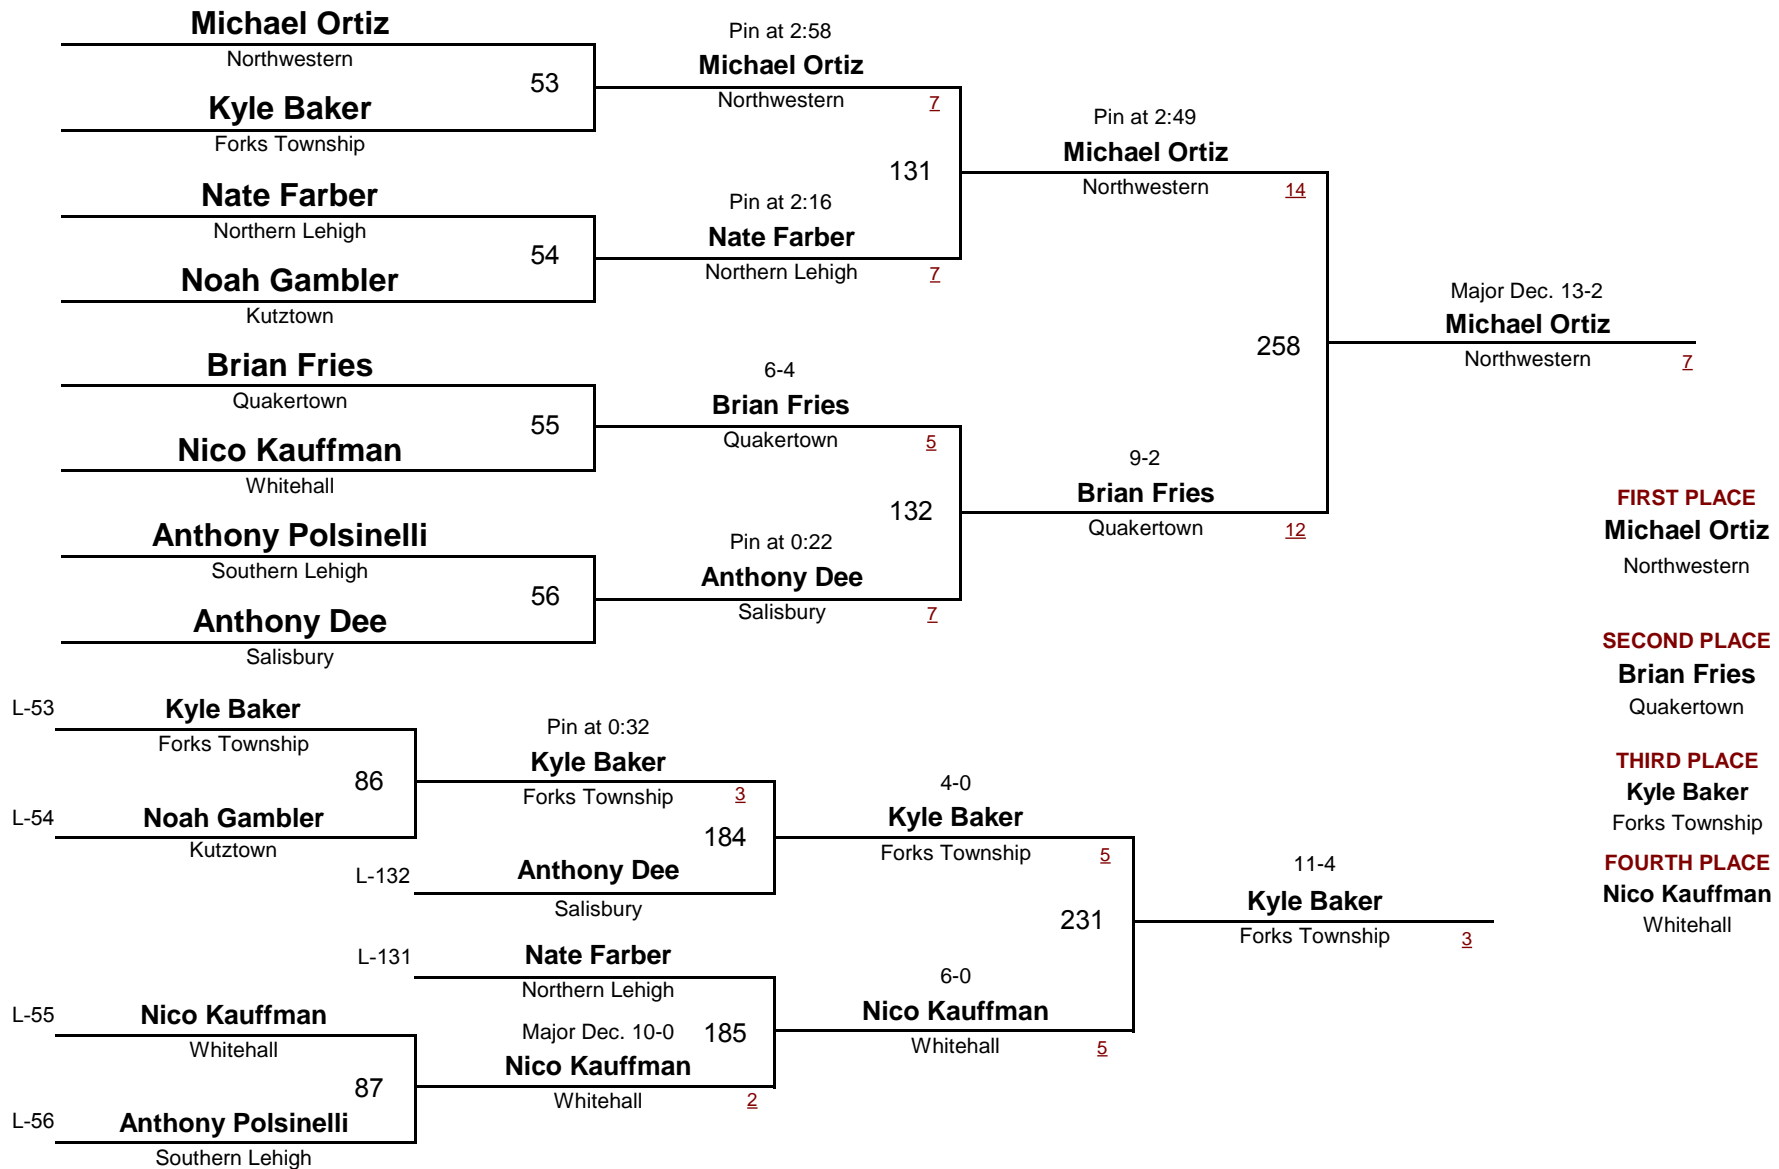 Michael Ortiz
Northwestern
53
Kyle Baker
Forks Township
Nate Farber
Northern Lehigh
54
Noah Gambler
Kutztown
Brian Fries
Quakertown
55
Nico Kauffman
Whitehall
Anthony Polsinelli
Southern Lehigh
56
Anthony Dee
Salisbury
Pin at 2:58
Michael Ortiz
Northwestern 7
131
Pin at 2:16
Nate Farber
Northern Lehigh 7
6-4
Brian Fries
Quakertown 5
132
Pin at 0:22
Anthony Dee
Salisbury 7
Pin at 2:49
Michael Ortiz
Northwestern 14
258
9-2
Brian Fries
Quakertown 12
Major Dec. 13-2
Michael Ortiz
Northwestern 7
FIRST PLACE
Michael Ortiz
Northwestern
SECOND PLACE
Brian Fries
Quakertown
THIRD PLACE
Kyle Baker
Forks Township
FOURTH PLACE
Nico Kauffman
Whitehall
L-53 Kyle Baker
Forks Township
86
L-54 Noah Gambler
Kutztown
Pin at 0:32
Kyle Baker
Forks Township 3
184
L-132 Anthony Dee
Salisbury
L-131 Nate Farber
Northern Lehigh
Major Dec. 10-0 185
Nico Kauffman
Whitehall 2
L-55 Nico Kauffman
Whitehall
87
L-56 Anthony Polsinelli
Southern Lehigh
4-0
Kyle Baker
Forks Township 5
231
6-0
Nico Kauffman
Whitehall 5
11-4
Kyle Baker
Forks Township 3